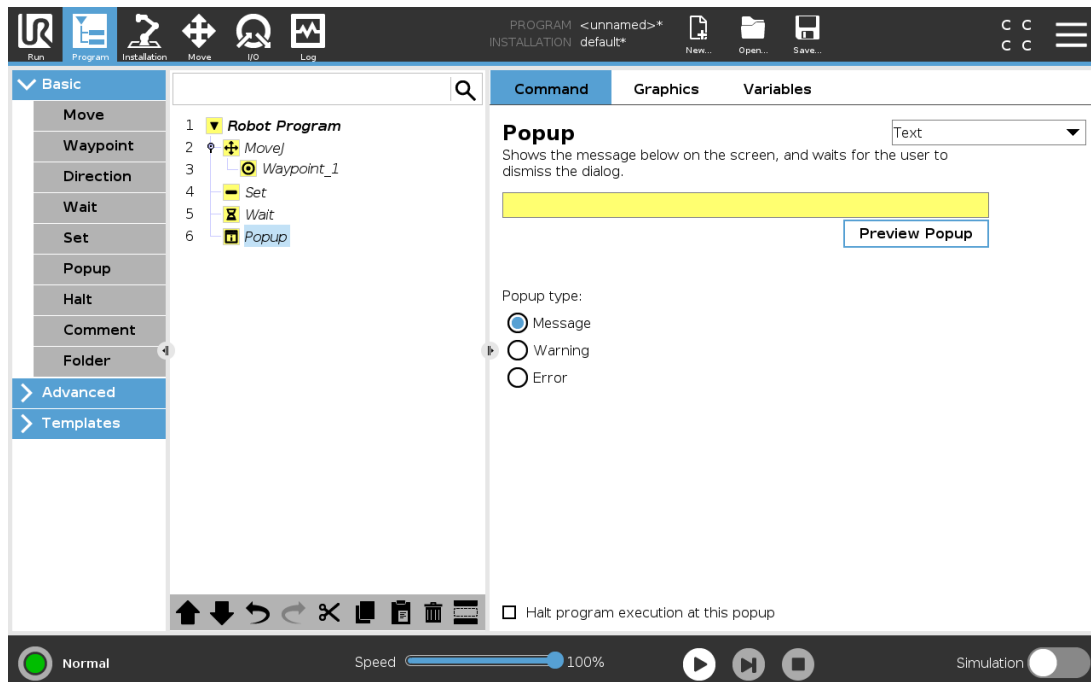 PROGRAM <unnamed>*
INSTALLATION default*
UR
Run
Program
Installation
Move
I/O
Log
New...
Open...
Save...
C C
C C
Basic
Move
Waypoint
Direction
Wait
Set
Popup
Halt
Comment
Folder
Advanced
Templates
1 Robot Program
2 MoveJ
3 Waypoint_1
4 Set
5 Wait
6 Popup
Command Graphics Variables
Popup
Text
Shows the message below on the screen, and waits for the user to
dismiss the dialog.
Preview Popup
Popup type:
Message
Warning
Error
Halt program execution at this popup
Normal
Speed 100%
Simulation